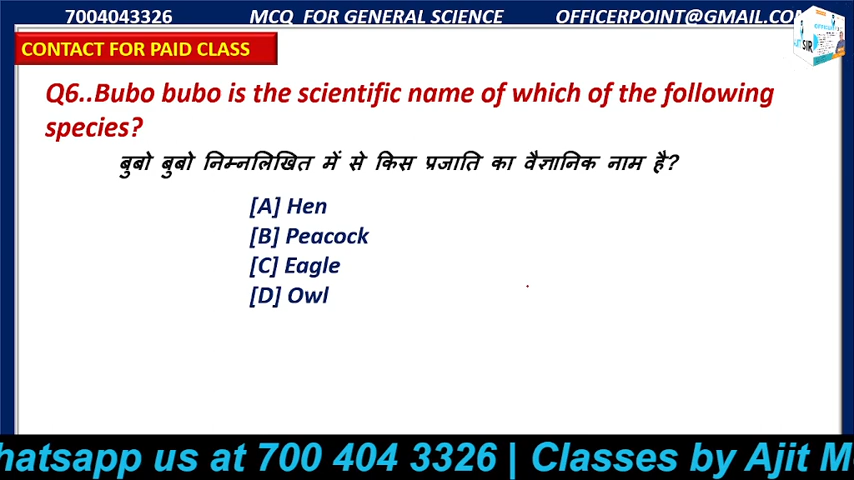 7004043326 MCQ FOR GENERAL SCIENCE OFFICERPOINT@GMAIL.COM
CONTACT FOR PAID CLASS
SIR
Q6..Bubo bubo is the scientific name of which of the following
species?
बुबो बुबो निम्नलिखित में से किस प्रजाति का वैज्ञानिक नाम है?
[A] Hen
[B] Peacock
[C] Eagle
[D] Owl
hatsapp us at 700 404 3326 | Classes by Ajit M